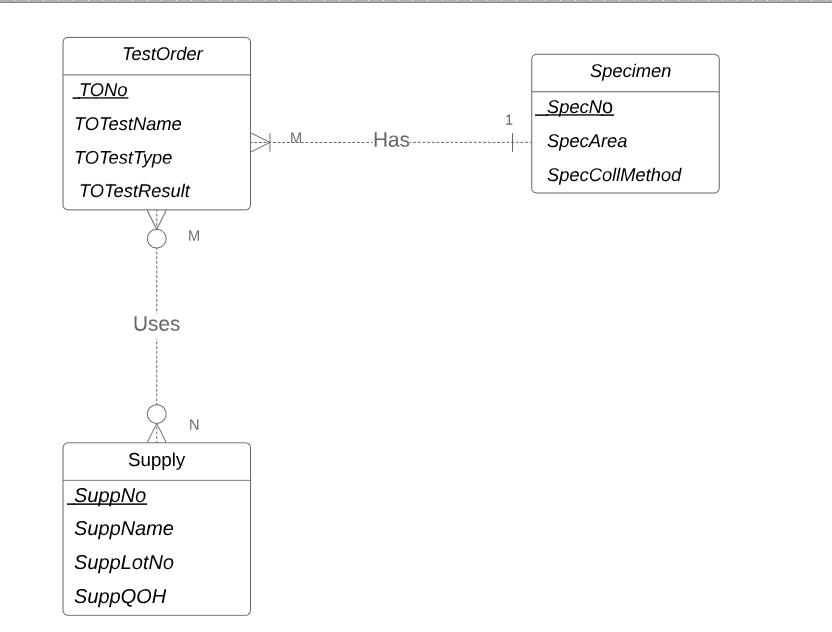 TestOrder
TONo
TOTestName
TOTestType
TOTestResult
M Has 1
Specimen
SpecNo
SpecArea
SpecCollMethod
M
Uses
N
Supply
SuppNo
SuppName
SuppLotNo
SuppQOH